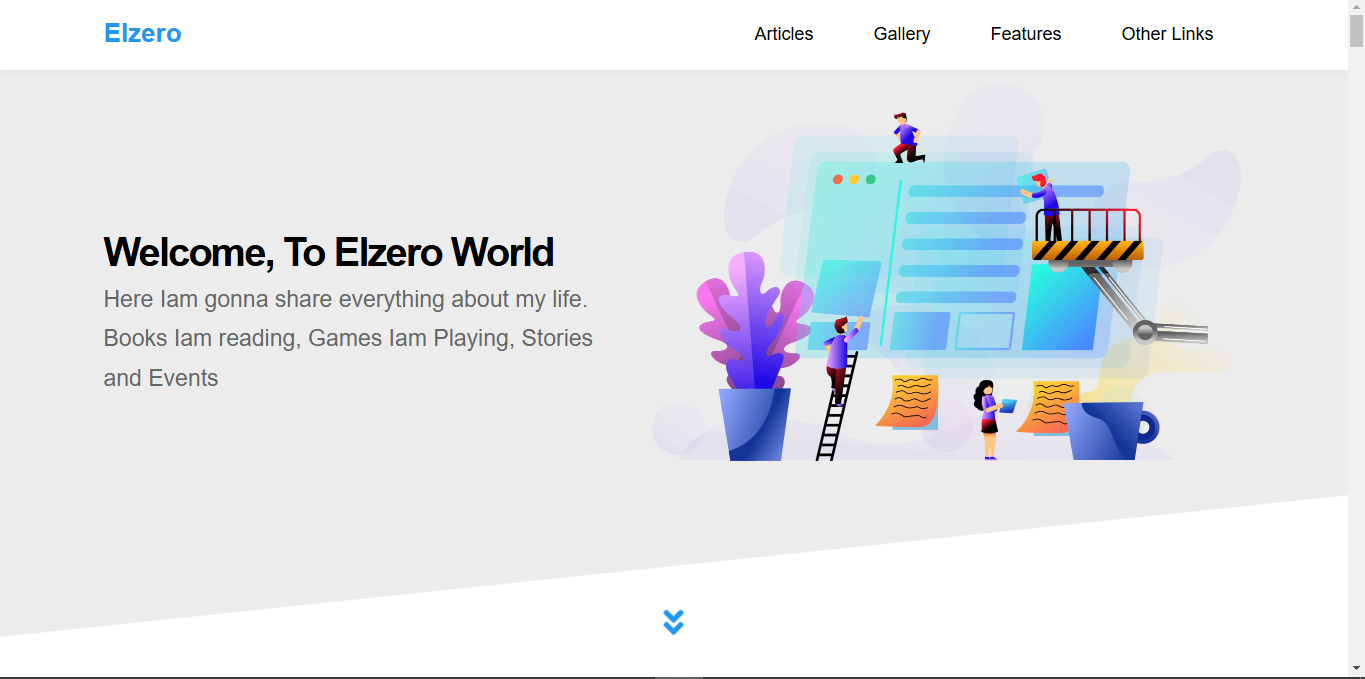 Elzero
Articles
Gallery
Features
Other Links
Welcome, To Elzero World
Here Iam gonna share everything about my life.
Books Iam reading, Games Iam Playing, Stories
and Events